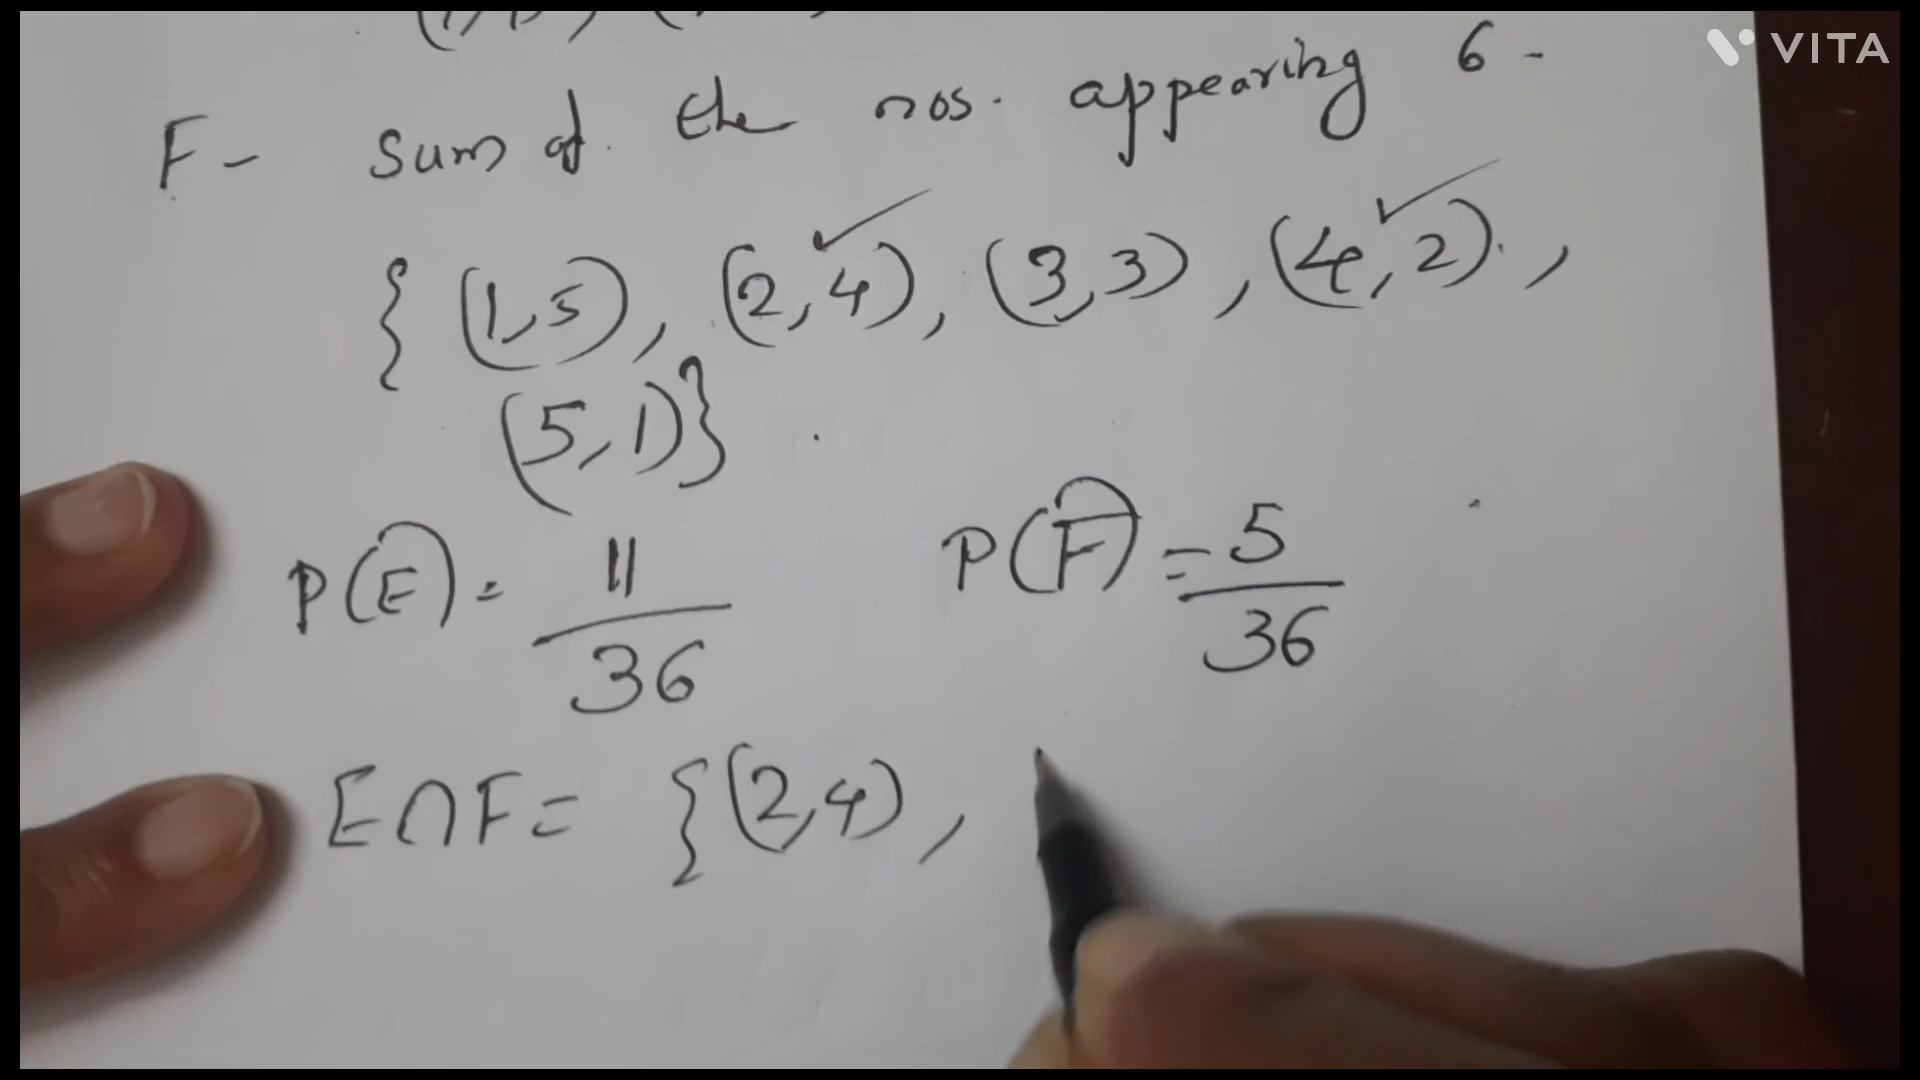 VITA
F - Sum of the nos. appearing 6 -
{ (1,5), (2,4), (3,3), (4,2).,
(5,1)} .
P(E) = 11/36 P(F) = 5/36
E∩F = {(2,4),